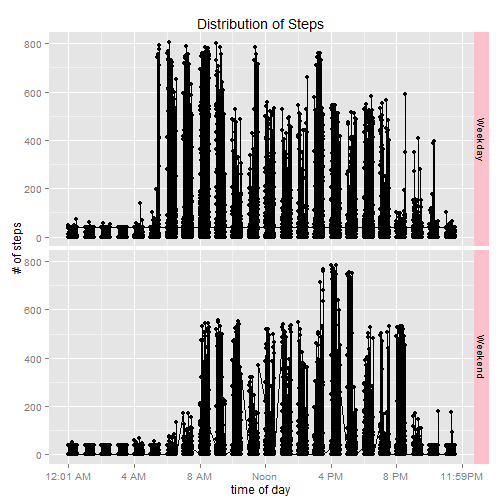 Distribution of Steps
# of steps
800
600
400
200
0
Weekday
800
600
400
200
0
Weekend
12:01 AM 4 AM 8 AM Noon 4 PM 8 PM 11:59PM
time of day